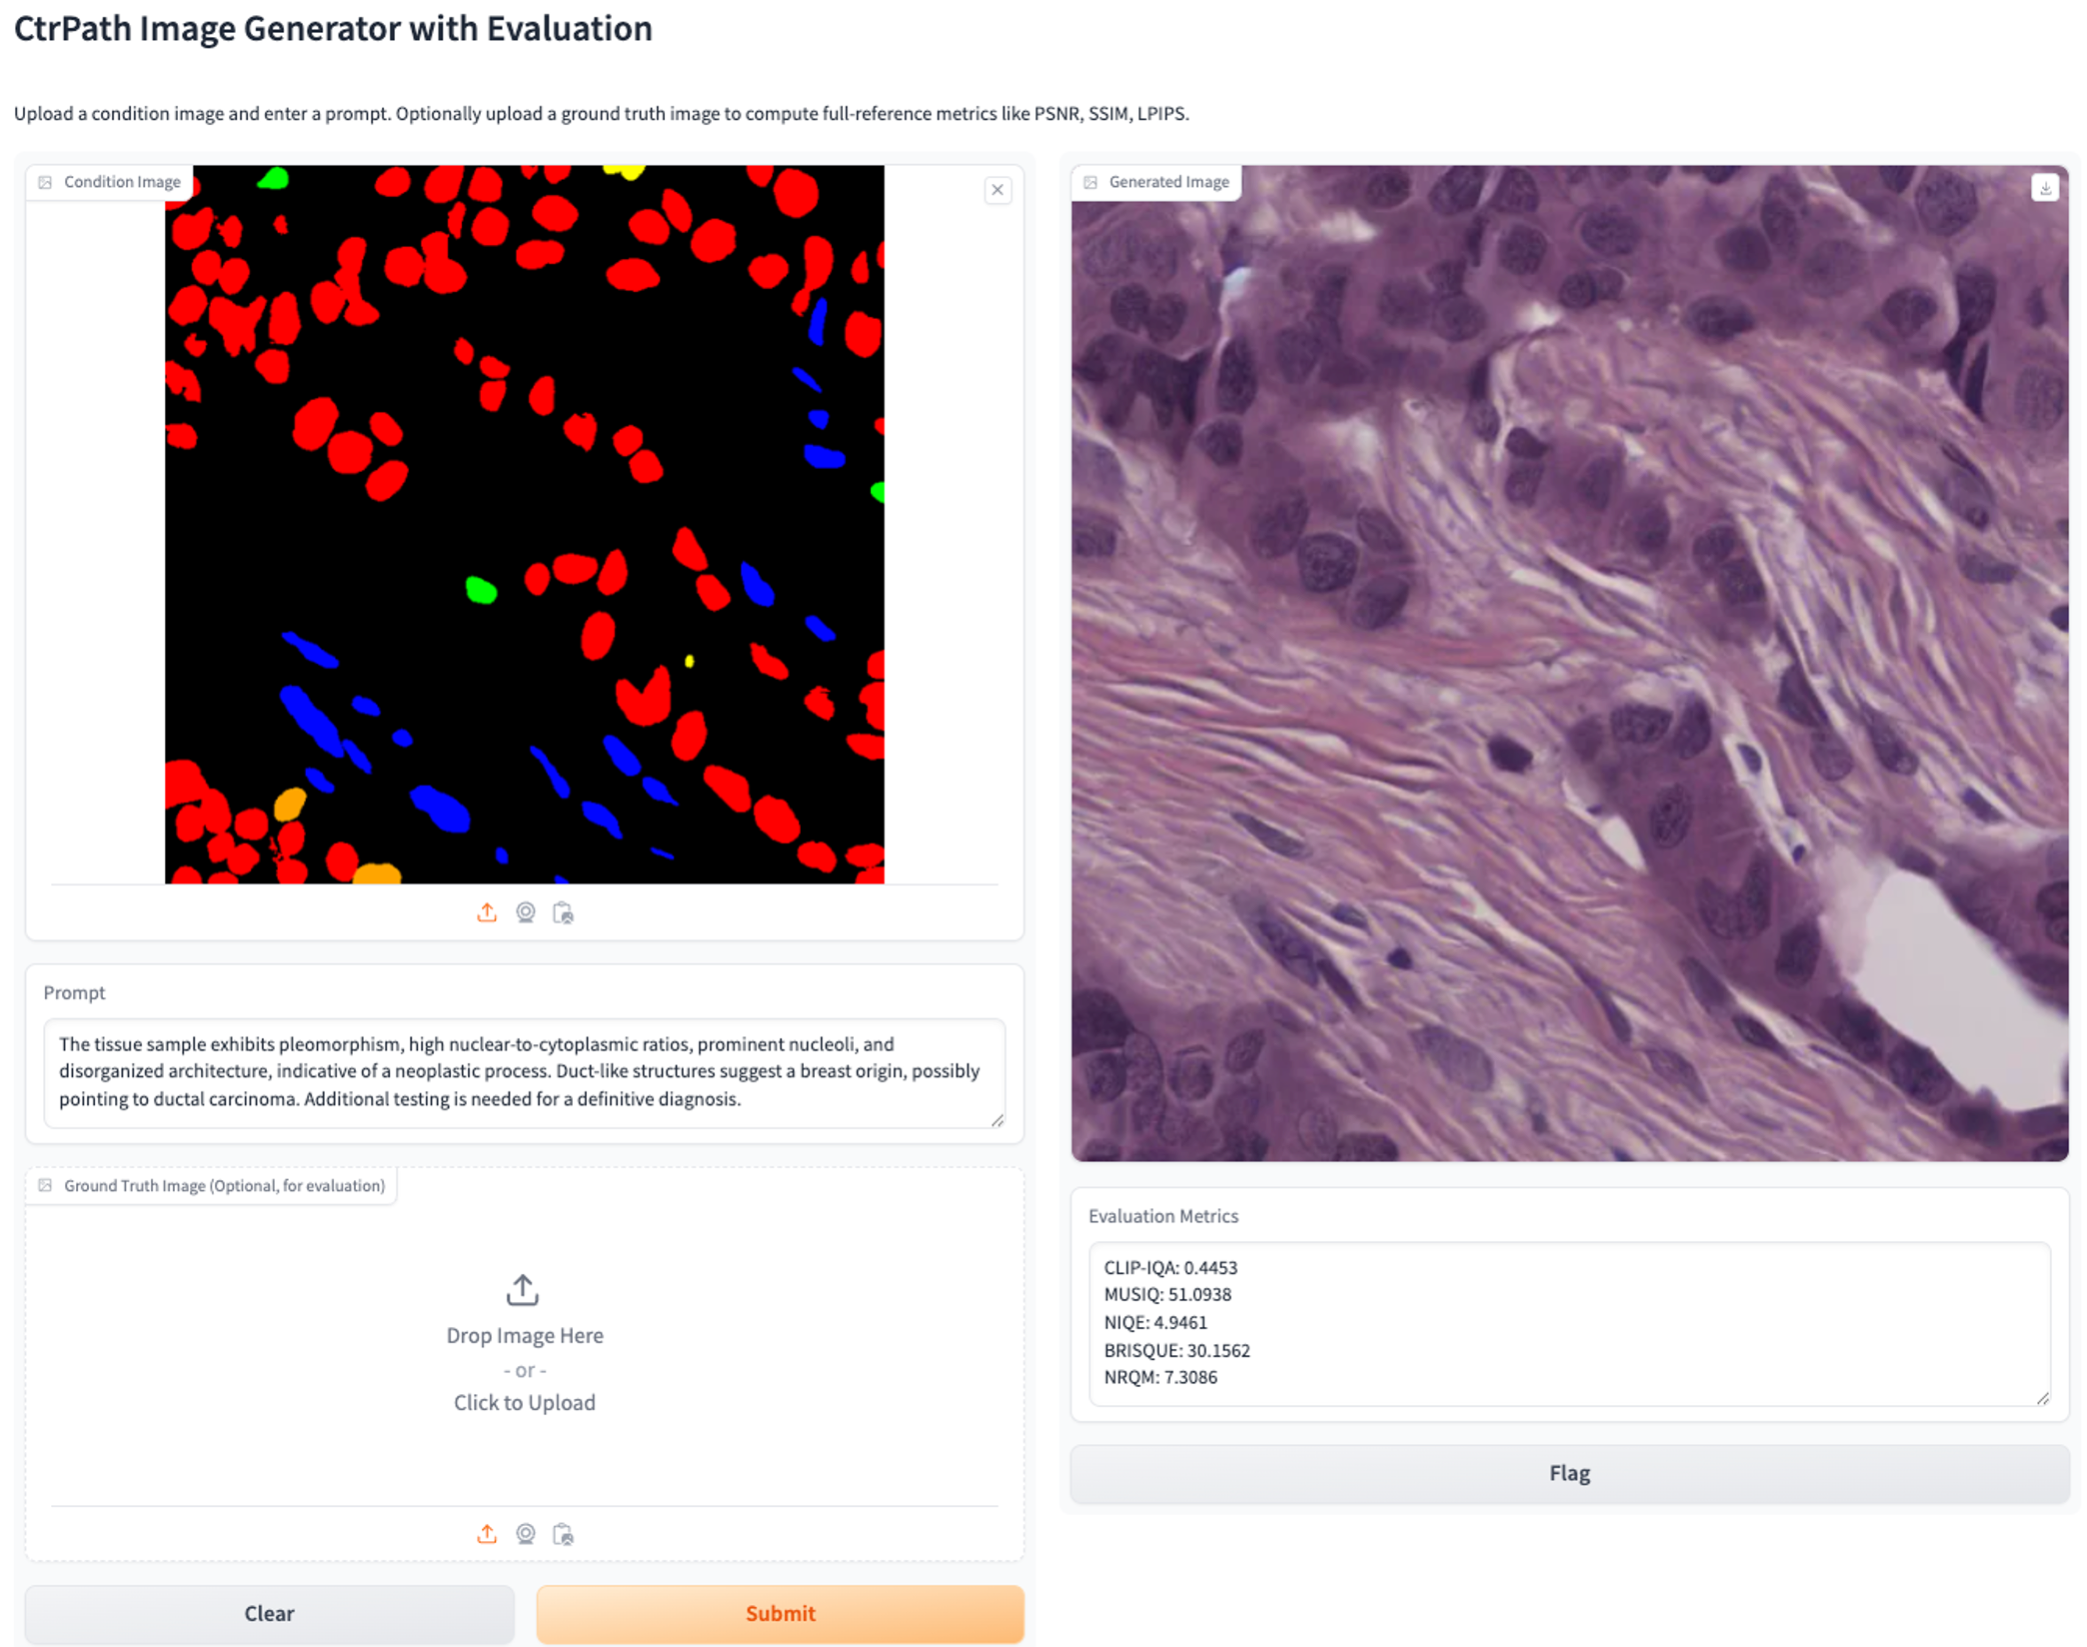 CtrPath Image Generator with Evaluation
Upload a condition image and enter a prompt. Optionally upload a ground truth image to compute full-reference metrics like PSNR, SSIM, LPIPS.
Condition Image
Prompt
The tissue sample exhibits pleomorphism, high nuclear-to-cytoplasmic ratios, prominent nucleoli, and
disorganized architecture, indicative of a neoplastic process. Duct-like structures suggest a breast origin, possibly
pointing to ductal carcinoma. Additional testing is needed for a definitive diagnosis.
Ground Truth Image (Optional, for evaluation)
Drop Image Here
- or -
Click to Upload
Clear
Submit
Generated Image
Evaluation Metrics
CLIP-IQA: 0.4453
MUSIQ: 51.0938
NIQE: 4.9461
BRISQUE: 30.1562
NRQM: 7.3086
Flag